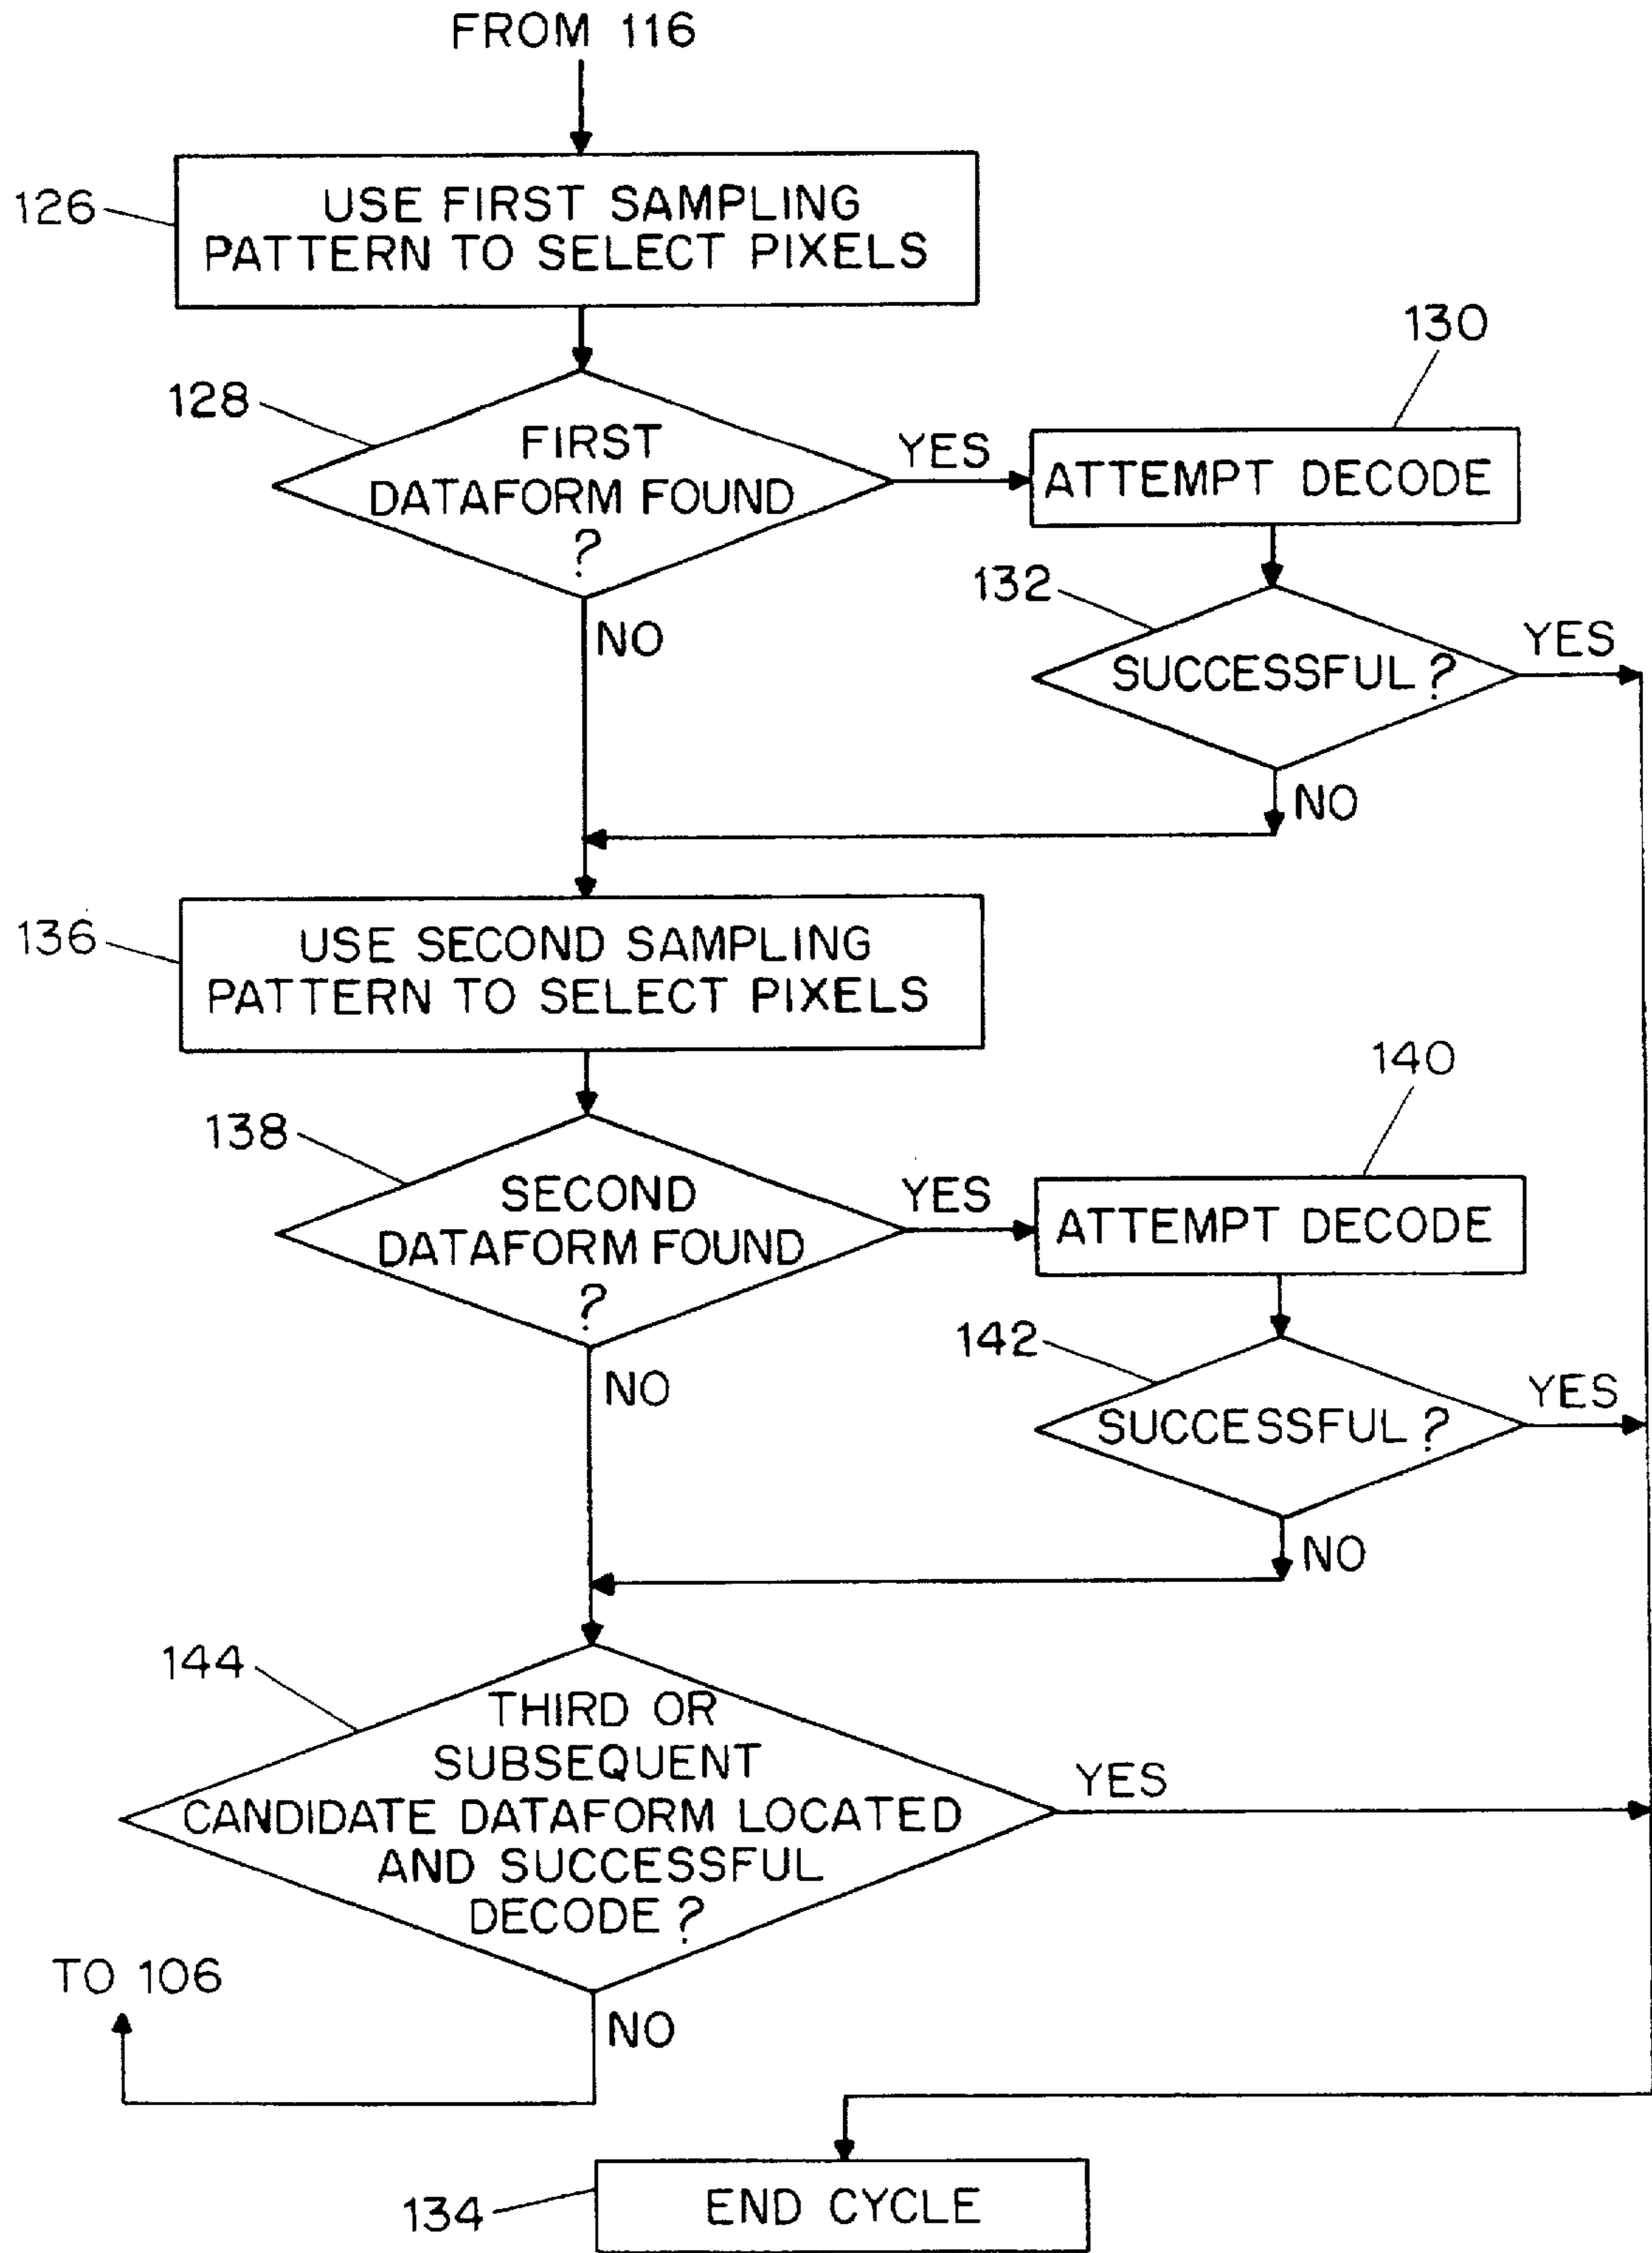 FROM 116
126
USE FIRST SAMPLING
PATTERN TO SELECT PIXELS
130
128
FIRST
DATAFORM FOUND
?
YES
ATTEMPT DECODE
NO
132
SUCCESSFUL?
YES
NO
136
USE SECOND SAMPLING
PATTERN TO SELECT PIXELS
140
138
SECOND
DATAFORM FOUND
?
YES
ATTEMPT DECODE
NO
142
SUCCESSFUL?
YES
NO
144
THIRD OR
SUBSEQUENT
CANDIDATE DATAFORM LOCATED
AND SUCCESSFUL
DECODE?
YES
TO 106
NO
134
END CYCLE